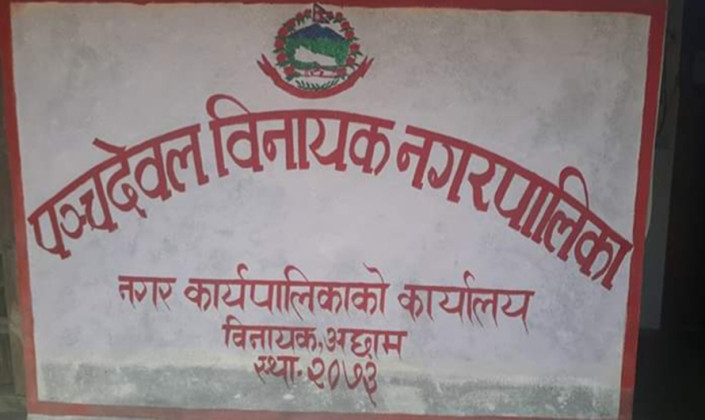 पञ्चदेवल विनायक नगरपालिका
नगर कार्यपालिकाको कार्यालय
विनायक, अछाम
स्था. २०७३